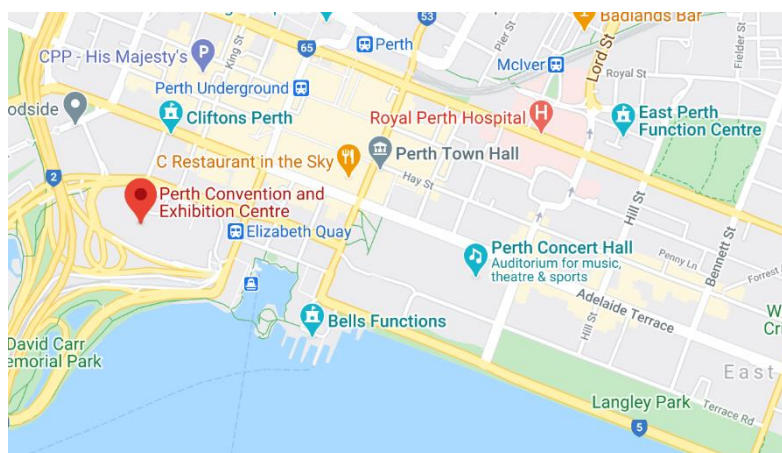 Badlands Bar
53
65
Perth
Pier St
Lord St
Fielder St
CPP - His Majesty's
P
King St
McIver
Royal St
Perth Underground
oodside
Cliftons Perth
Royal Perth Hospital
H
East Perth
Function Centre
C Restaurant in the Sky
Perth Town Hall
2
Hay St
Perth Convention and
Exhibition Centre
Elizabeth Quay
Hill St
Bennett St
Perth Concert Hall
Auditorium for music,
theatre & sports
Penny Ln
Forrest
Adelaide Terrace
Bells Functions
Hill St
W
Cri
David Carr
emorial Park
East
Langley Park
Terrace Rd
5